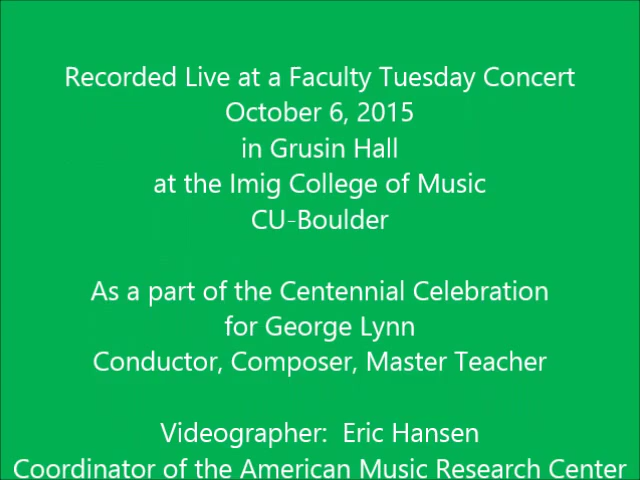 Recorded Live at a Faculty Tuesday Concert
October 6, 2015
in Grusin Hall
at the Imig College of Music
CU-Boulder
As a part of the Centennial Celebration
for George Lynn
Conductor, Composer, Master Teacher
Videographer:  Eric Hansen
Coordinator of the American Music Research Center